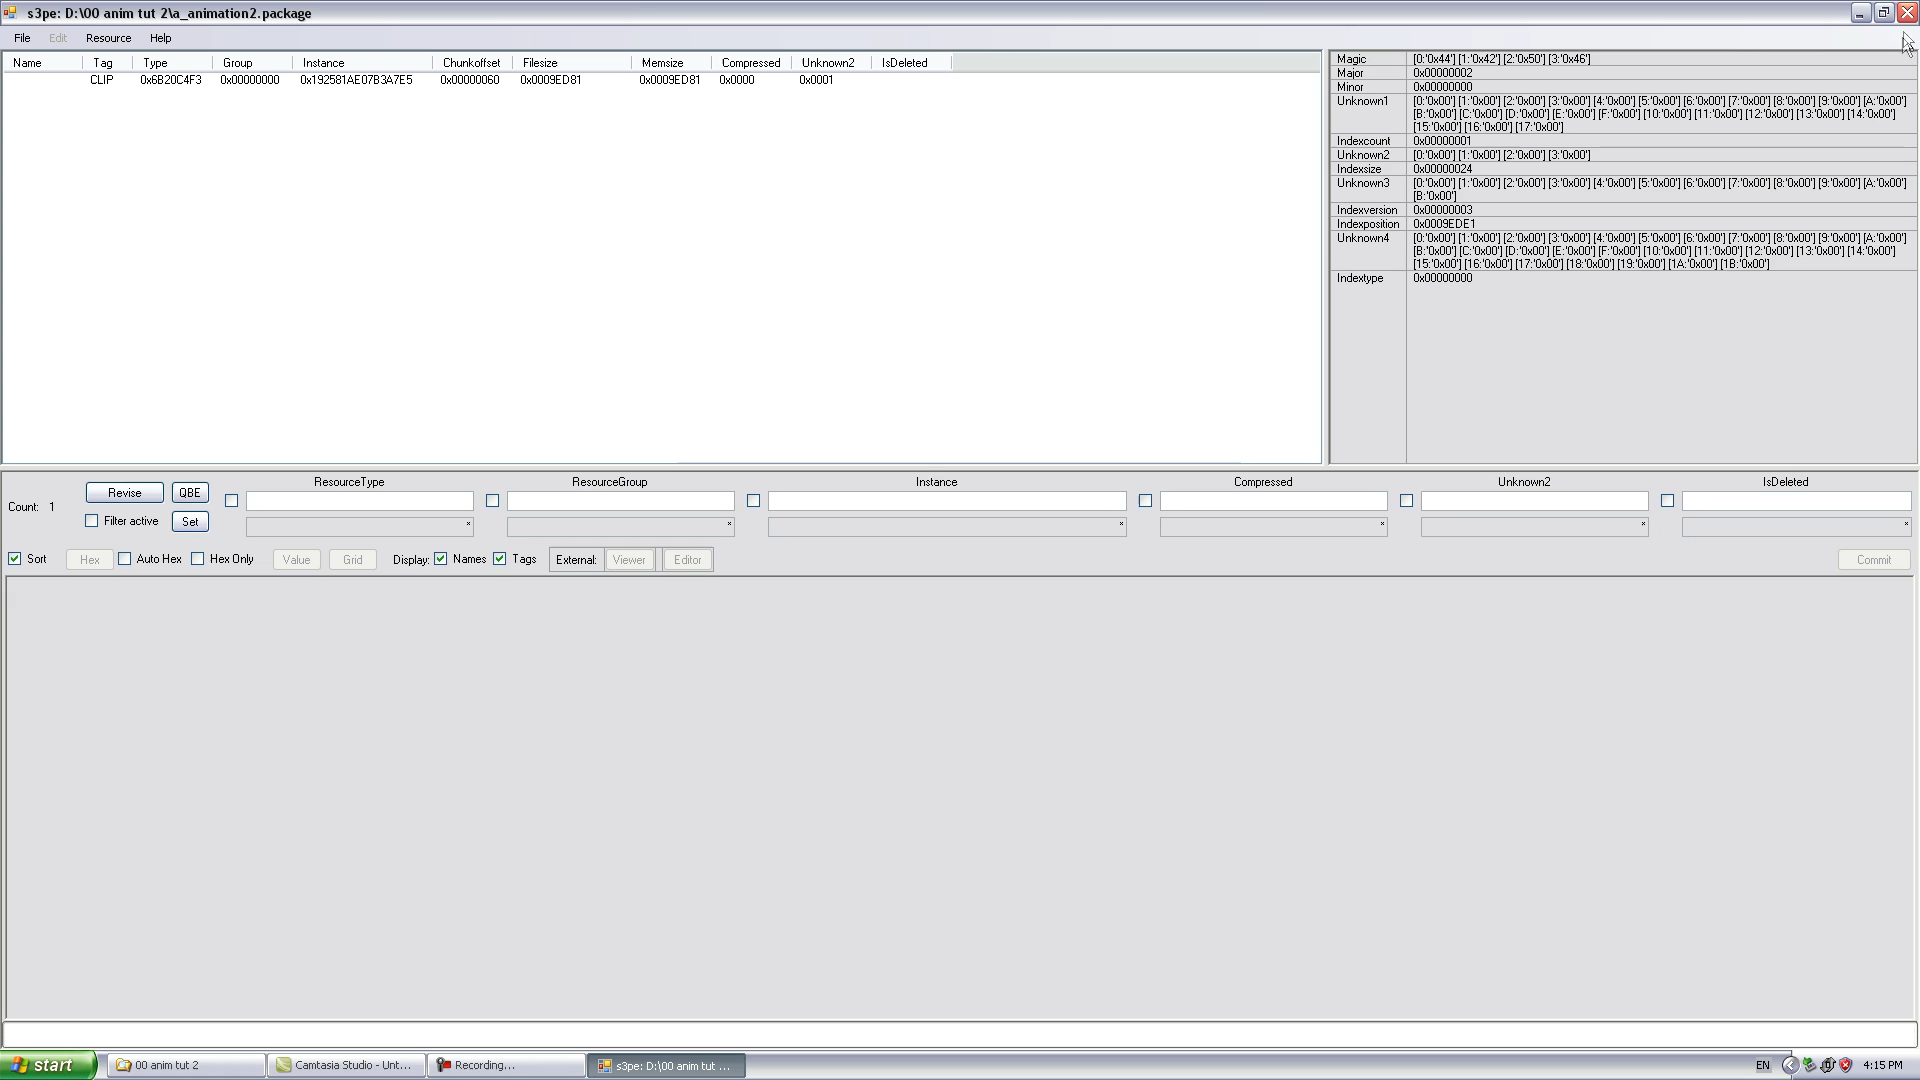 s3pe: D:\00 anim tut 2\a_animation2.package
File Edit Resource Help
Name Tag Type Group Instance Chunkoffset Filesize Memsize Compressed Unknown2 IsDeleted
CLIP 0x6B20C4F3 0x00000000 0x192581AE07B3A7E5 0x00000060 0x0009ED81 0x0009ED81 0x0000 0x0001
Magic [0:'0x44'] [1:'0x42'] [2:'0x50'] [3:'0x46']
Major 0x00000002
Minor 0x00000000
Unknown1 [0:'0x00'] [1:'0x00'] [2:'0x00'] [3:'0x00'] [4:'0x00'] [5:'0x00'] [6:'0x00'] [7:'0x00'] [8:'0x00'] [9:'0x00'] [A:'0x00']
[B:'0x00'] [C:'0x00'] [D:'0x00'] [E:'0x00'] [F:'0x00'] [10:'0x00'] [11:'0x00'] [12:'0x00'] [13:'0x00'] [14:'0x00']
[15:'0x00'] [16:'0x00'] [17:'0x00']
Indexcount 0x00000001
Unknown2 [0:'0x00'] [1:'0x00'] [2:'0x00'] [3:'0x00']
Indexsize 0x00000024
Unknown3 [0:'0x00'] [1:'0x00'] [2:'0x00'] [3:'0x00'] [4:'0x00'] [5:'0x00'] [6:'0x00'] [7:'0x00'] [8:'0x00'] [9:'0x00'] [A:'0x00']
[B:'0x00']
Indexversion 0x00000003
Indexposition 0x0009EDE1
Unknown4 [0:'0x00'] [1:'0x00'] [2:'0x00'] [3:'0x00'] [4:'0x00'] [5:'0x00'] [6:'0x00'] [7:'0x00'] [8:'0x00'] [9:'0x00'] [A:'0x00']
[B:'0x00'] [C:'0x00'] [D:'0x00'] [E:'0x00'] [F:'0x00'] [10:'0x00'] [11:'0x00'] [12:'0x00'] [13:'0x00'] [14:'0x00']
[15:'0x00'] [16:'0x00'] [17:'0x00'] [18:'0x00'] [19:'0x00'] [1A:'0x00'] [1B:'0x00']
Indextype 0x00000000
ResourceType ResourceGroup Instance Compressed Unknown2 IsDeleted
Count: 1 Revise QBE
Filter active Set
Sort Hex Auto Hex Hex Only Value Grid Display: Names Tags External: Viewer Editor Commit
start 00 anim tut 2 Camtasia Studio - Unt... Recording... s3pe: D:\00 anim tut ... EN 4:15 PM